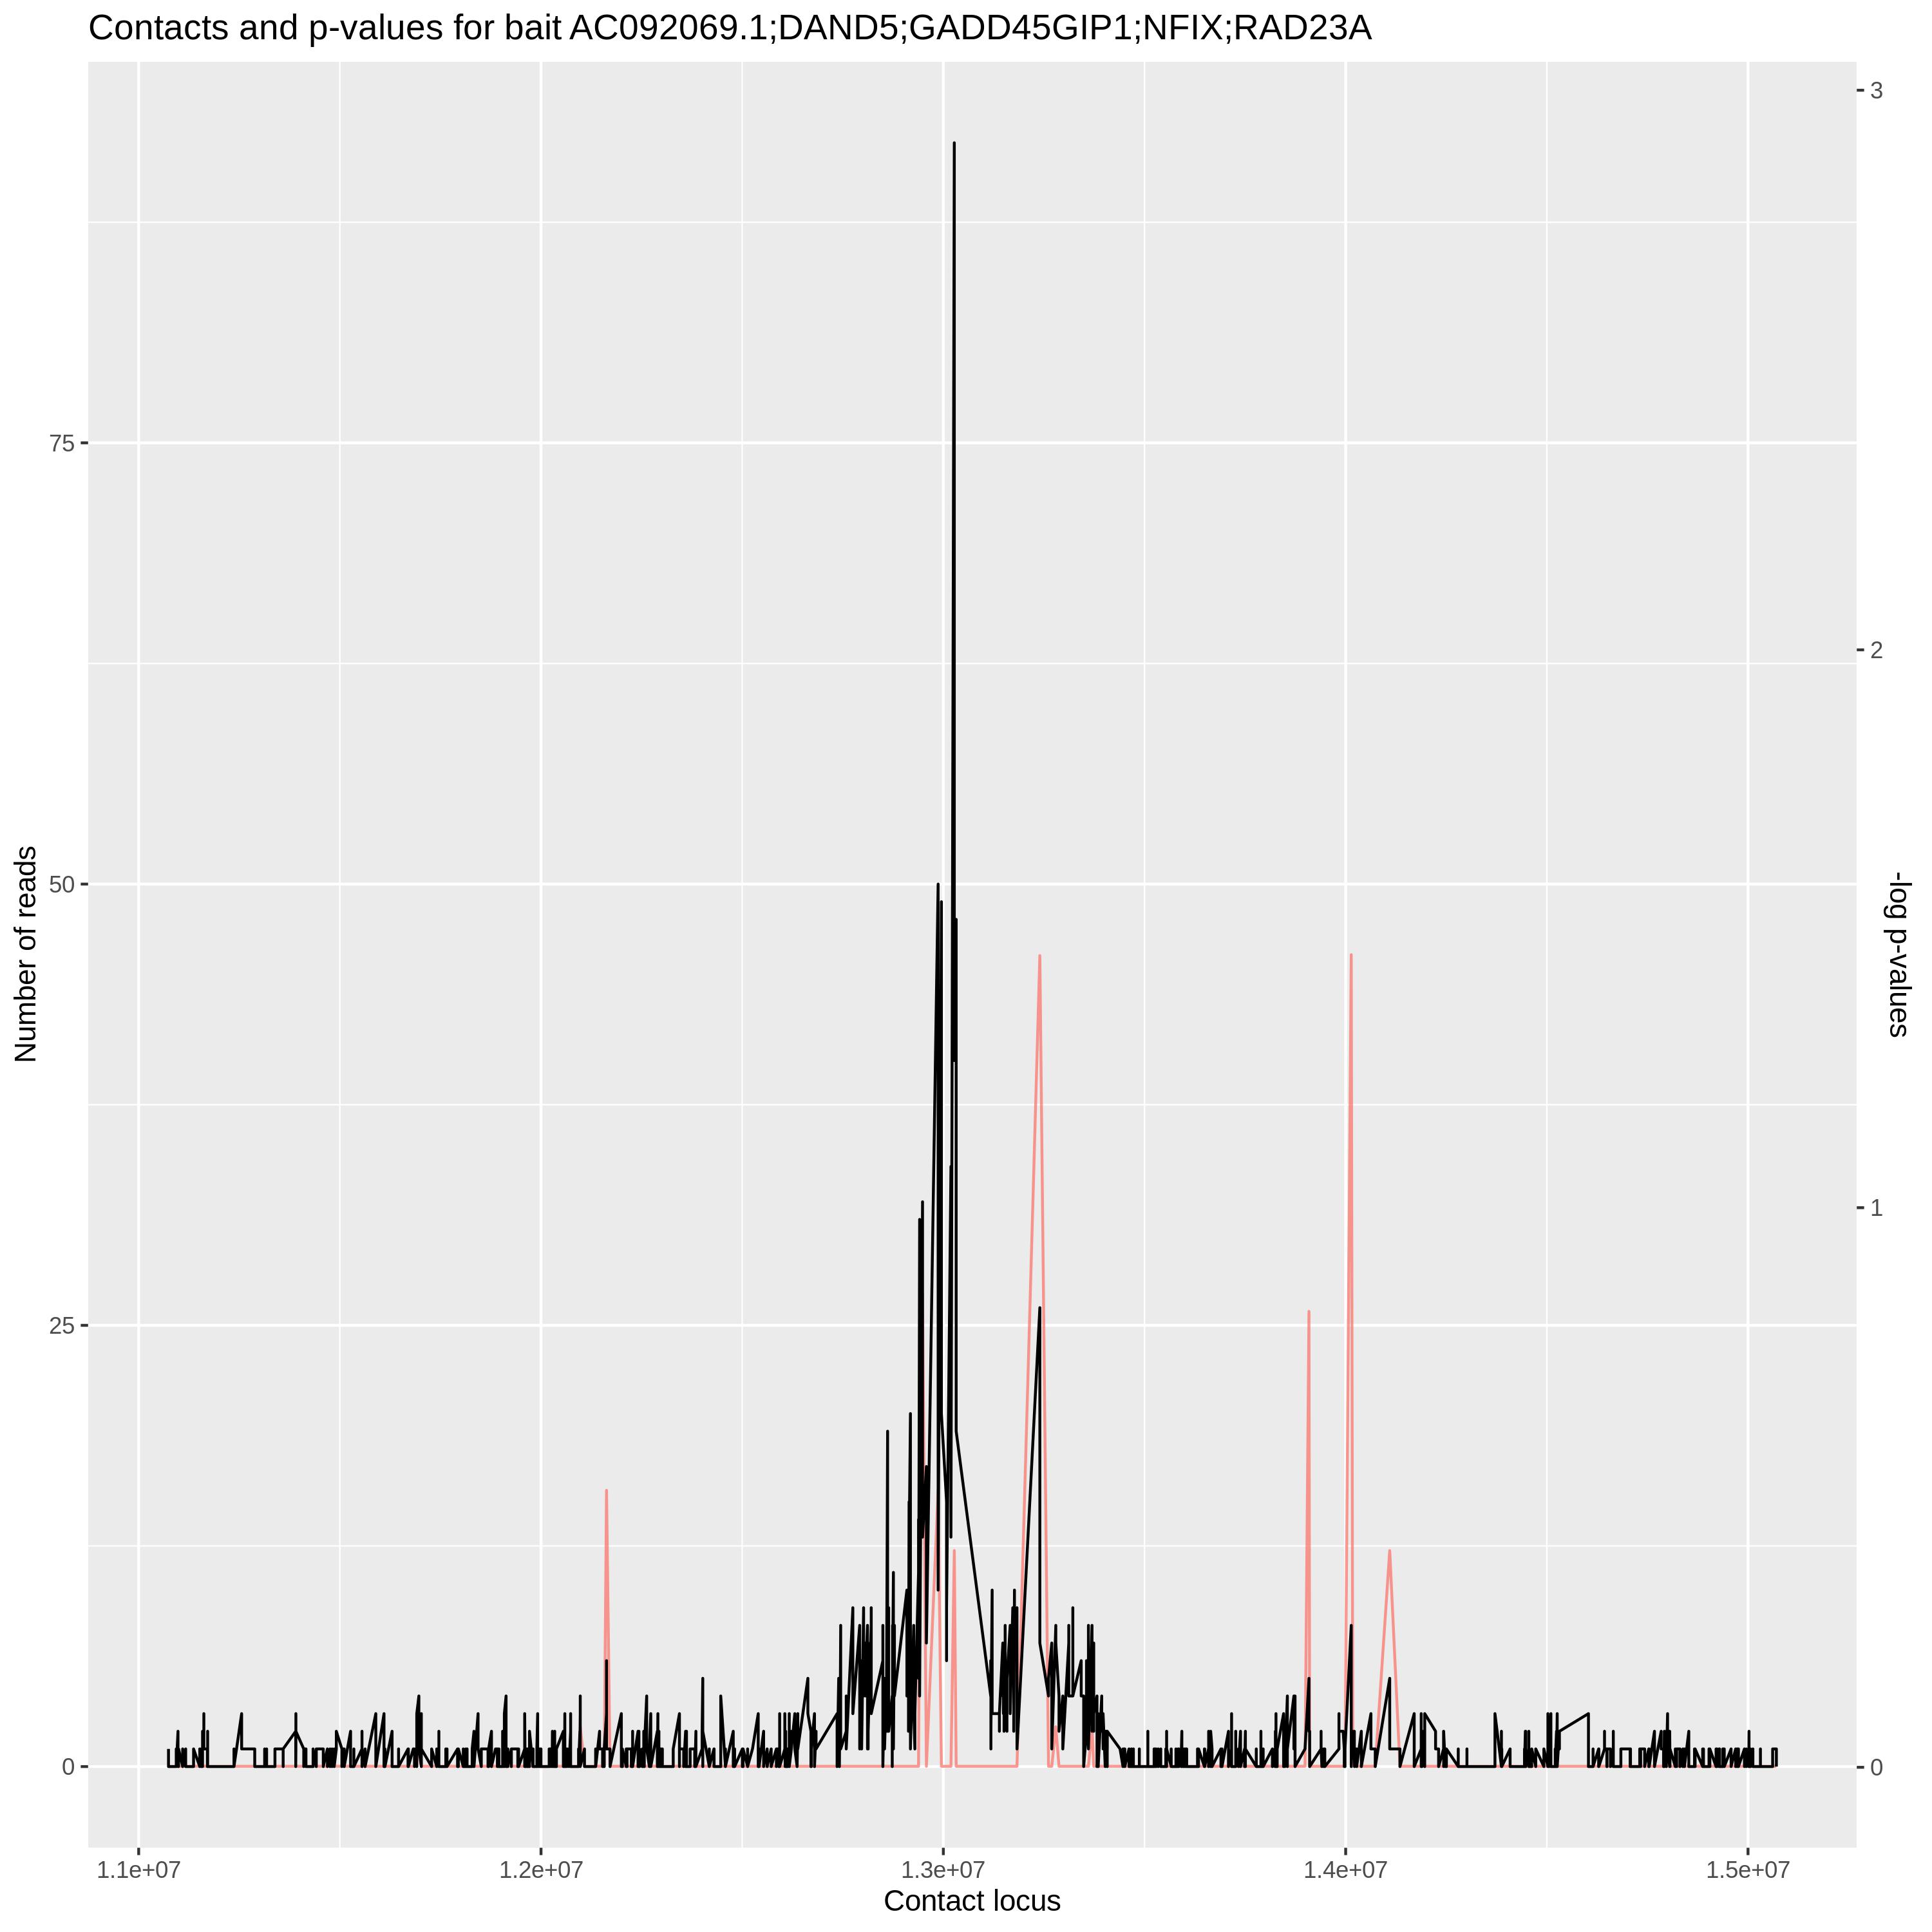 Contacts and p-values for bait AC092069.1;DAND5;GADD45GIP1;NFIX;RAD23A
3
75
2
Number of reads
50
-log p-values
1
25
0
0
1.1e+07 1.2e+07 1.3e+07 1.4e+07 1.5e+07
Contact locus